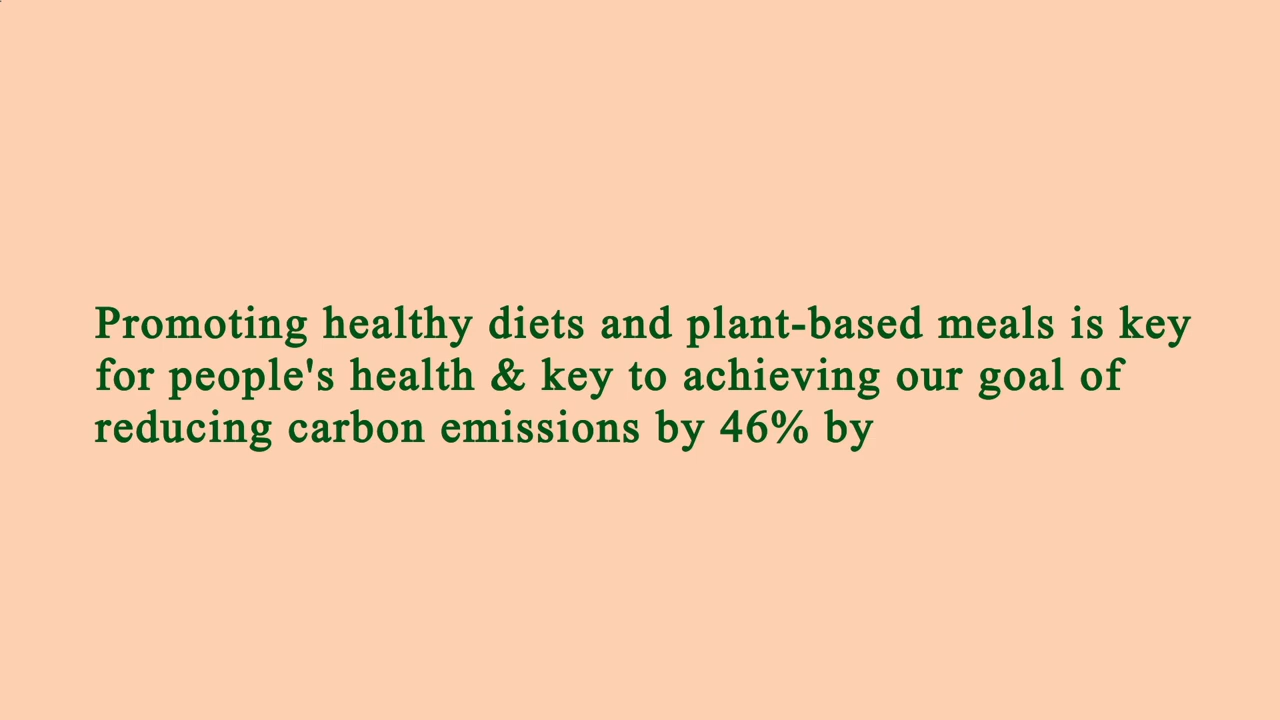 Promoting healthy diets and plant-based meals is key
for people's health & key to achieving our goal of
reducing carbon emissions by 46% by